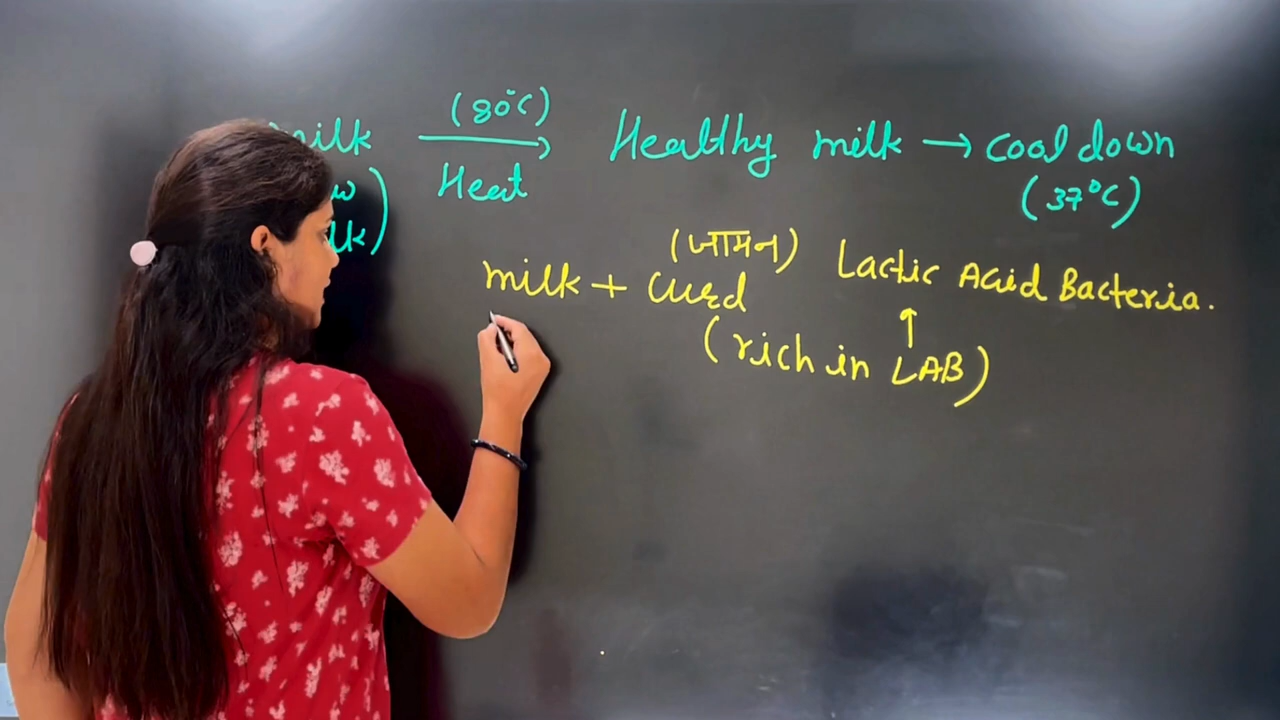 (80°C)
milk → Healthy milk → cool down
Heat
(37°C)
(जामन) Lactic Acid Bacteria.
milk + Curd
↑
(rich in LAB)